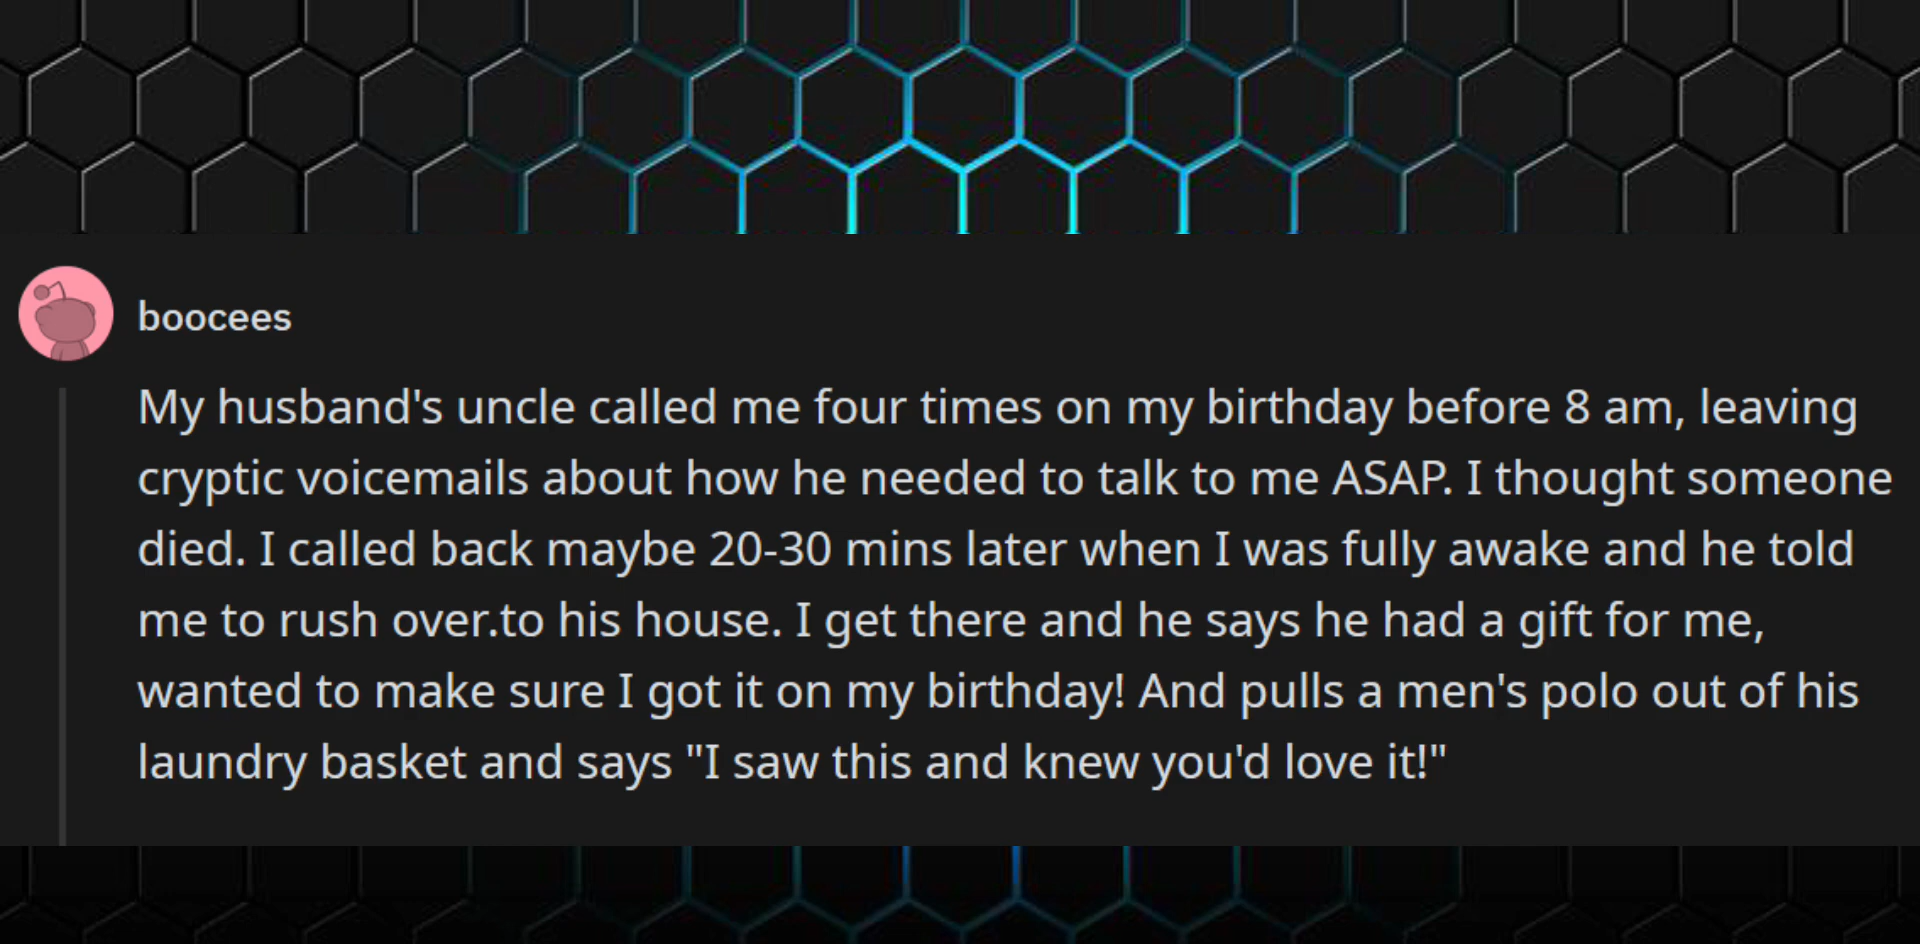 boocees
My husband's uncle called me four times on my birthday before 8 am, leaving
cryptic voicemails about how he needed to talk to me ASAP. I thought someone
died. I called back maybe 20-30 mins later when I was fully awake and he told
me to rush over.to his house. I get there and he says he had a gift for me,
wanted to make sure I got it on my birthday! And pulls a men's polo out of his
laundry basket and says "I saw this and knew you'd love it!"